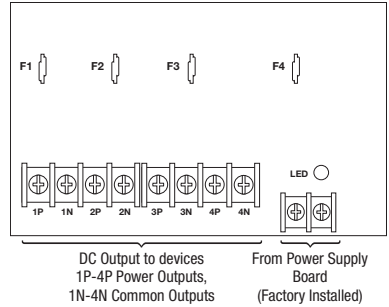 F1 F2 F3 F4
LED
1P 1N 2P 2N 3P 3N 4P 4N
DC Output to devices
1P-4P Power Outputs,
1N-4N Common Outputs
From Power Supply
Board
(Factory Installed)